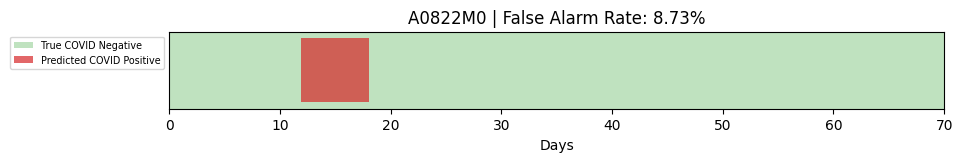 A0822M0 | False Alarm Rate: 8.73%
True COVID Negative
Predicted COVID Positive
0 10 20 30 40 50 60 70
Days